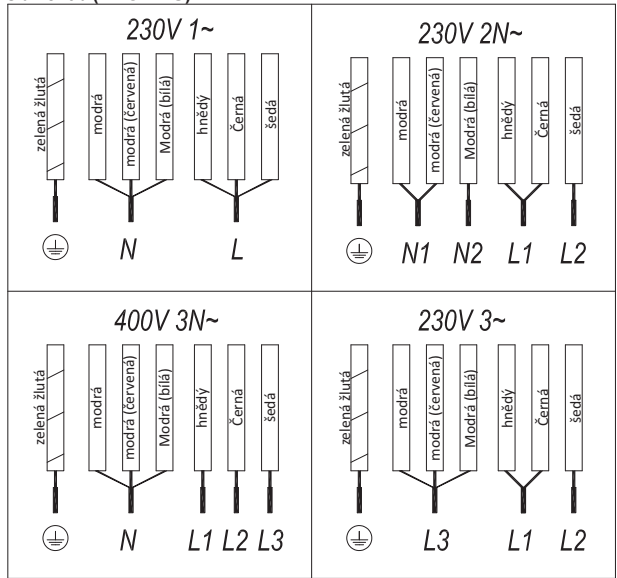 230V 1~
zelená žlutá
modrá
modrá (červená)
Modrá (bílá)
hnědý
Černá
šedá
N
L
230V 2N~
zelená žlutá
modrá
modrá (červená)
Modrá (bílá)
hnědý
Černá
šedá
N1 N2 L1 L2
400V 3N~
zelená žlutá
modrá
modrá (červená)
Modrá (bílá)
hnědý
Černá
šedá
N L1 L2 L3
230V 3~
zelená žlutá
modrá
modrá (červená)
Modrá (bílá)
hnědý
Černá
šedá
L3 L1 L2